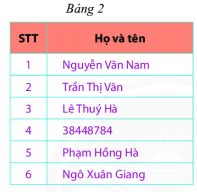 Bảng 2
STT Họ và tên
1 Nguyễn Văn Nam
2 Trần Thị Vân
3 Lê Thuý Hà
4 38448784
5 Phạm Hồng Hà
6 Ngô Xuân Giang